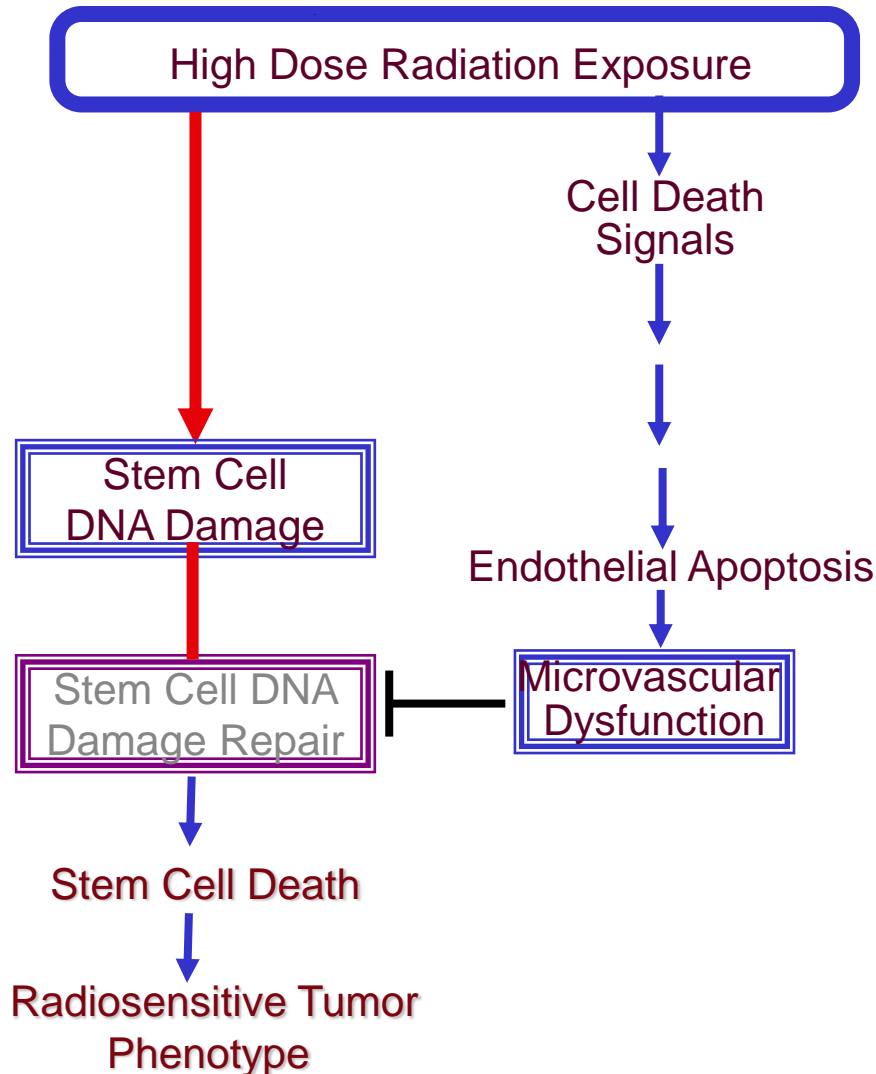 High Dose Radiation Exposure
Cell Death
Signals
Stem Cell
DNA Damage
Endothelial Apoptosis
Stem Cell DNA
Damage Repair
Microvascular
Dysfunction
Stem Cell Death
Radiosensitive Tumor
Phenotype